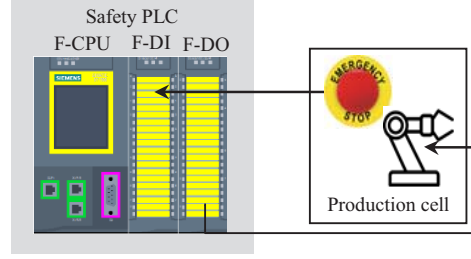 Safety PLC
F-CPU F-DI F-DO
SIEMENS
EMERGENCY
STOP
Production cell